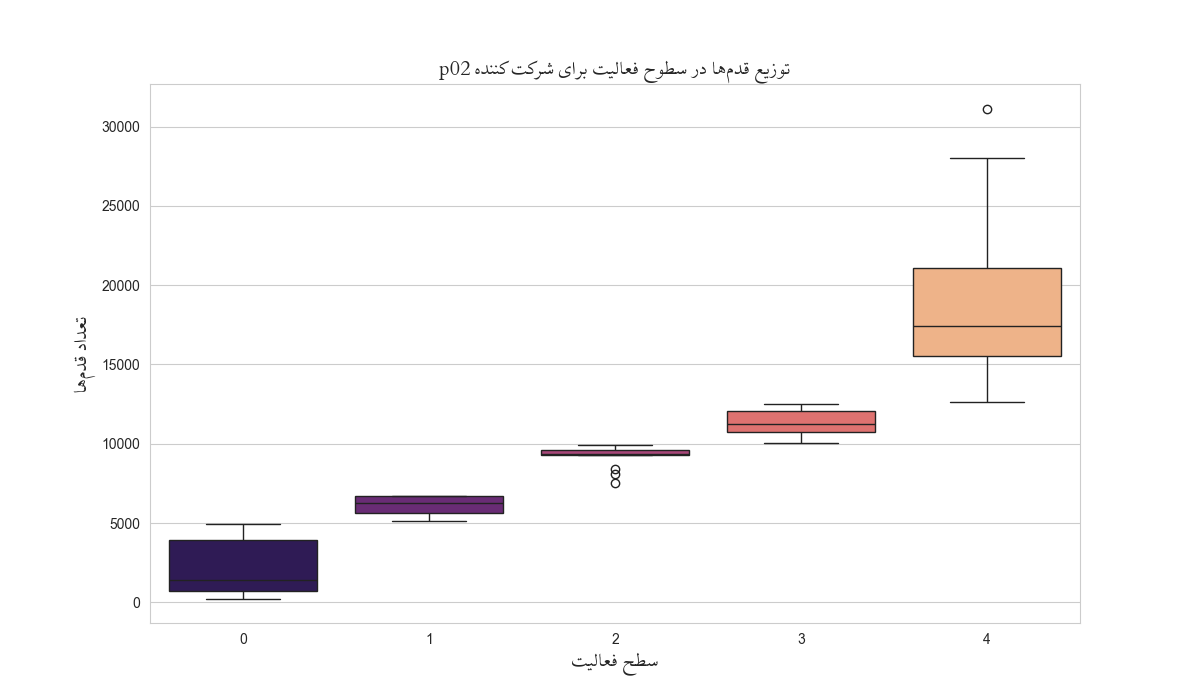 توزیع قدم‌ها در سطوح فعالیت برای شرکت‌کننده p02
30000
25000
20000
15000
10000
5000
0
تعداد قدم‌ها
0 1 2 3 4
سطح فعالیت